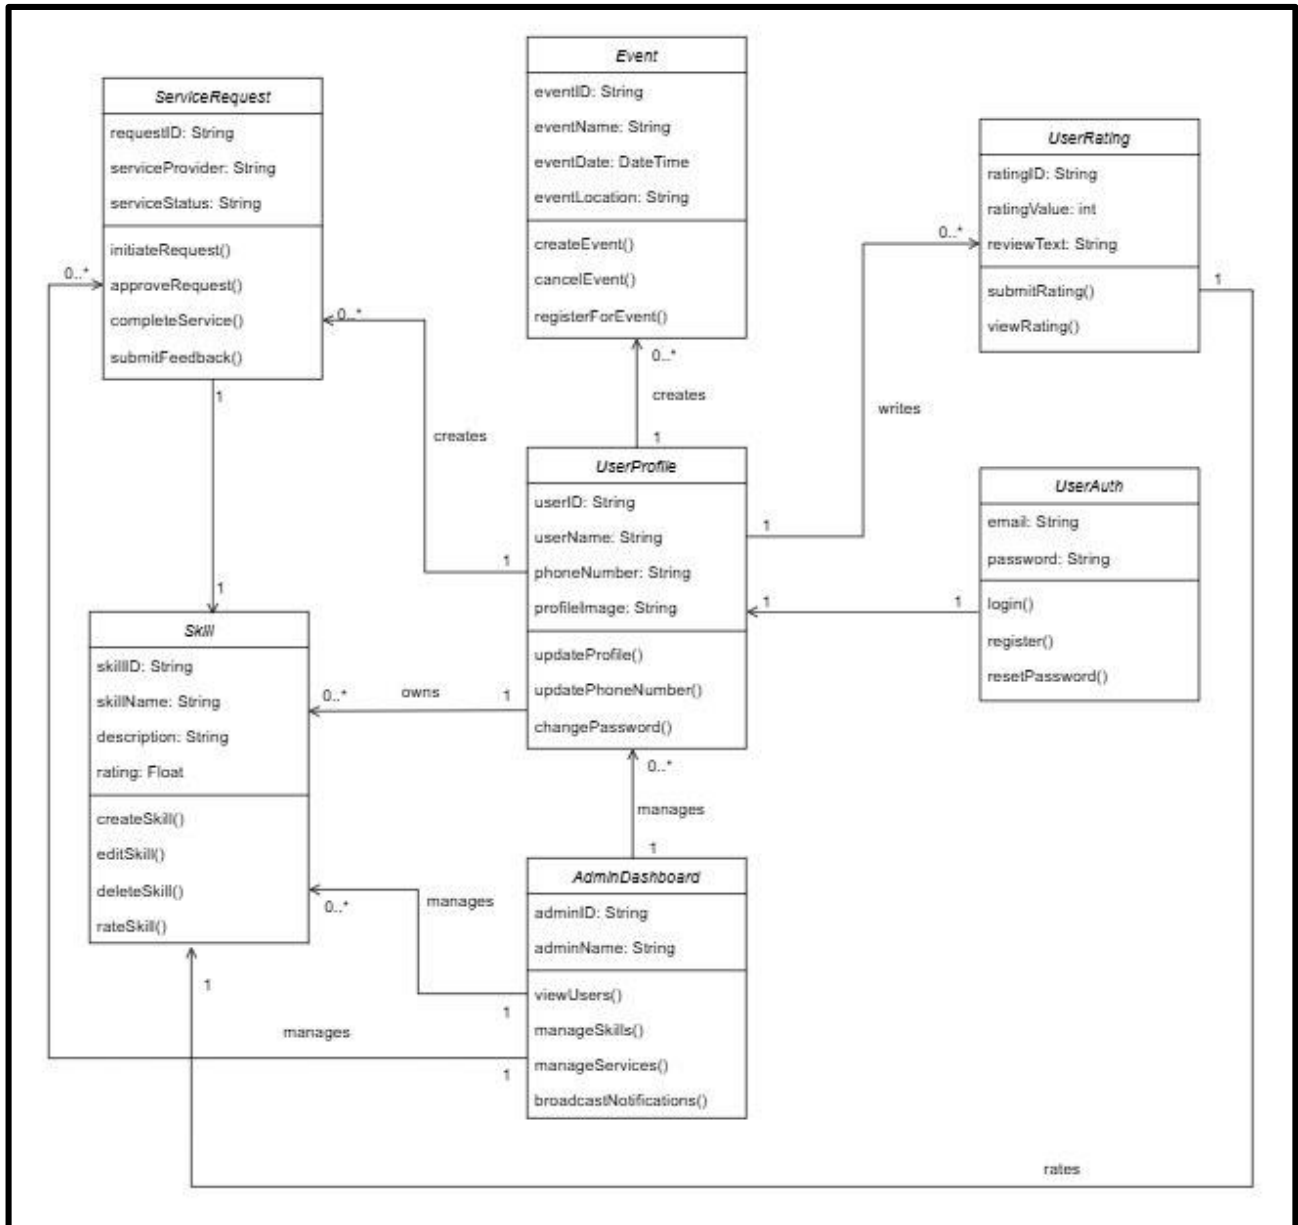 Event
eventID: String
eventName: String
eventDate: DateTime
eventLocation: String
createEvent()
cancelEvent()
registerForEvent()
ServiceRequest
requestID: String
serviceProvider: String
serviceStatus: String
initiateRequest()
approveRequest()
completeService()
submitFeedback()
UserRating
ratingID: String
ratingValue: int
reviewText: String
submitRating()
viewRating()
0..*
0..*
0..*
0..*
1
1
creates
creates
writes
1
1
1
1
UserProfile
userID: String
userName: String
phoneNumber: String
profileImage: String
updateProfile()
updatePhoneNumber()
changePassword()
UserAuth
email: String
password: String
login()
register()
resetPassword()
1
1
1
Skill
skillID: String
skillName: String
description: String
rating: Float
createSkill()
editSkill()
deleteSkill()
rateSkill()
0..*
owns
1
0..*
manages
1
AdminDashboard
adminID: String
adminName: String
viewUsers()
manageSkills()
manageServices()
broadcastNotifications()
0..*
manages
1
1
manages
1
rates